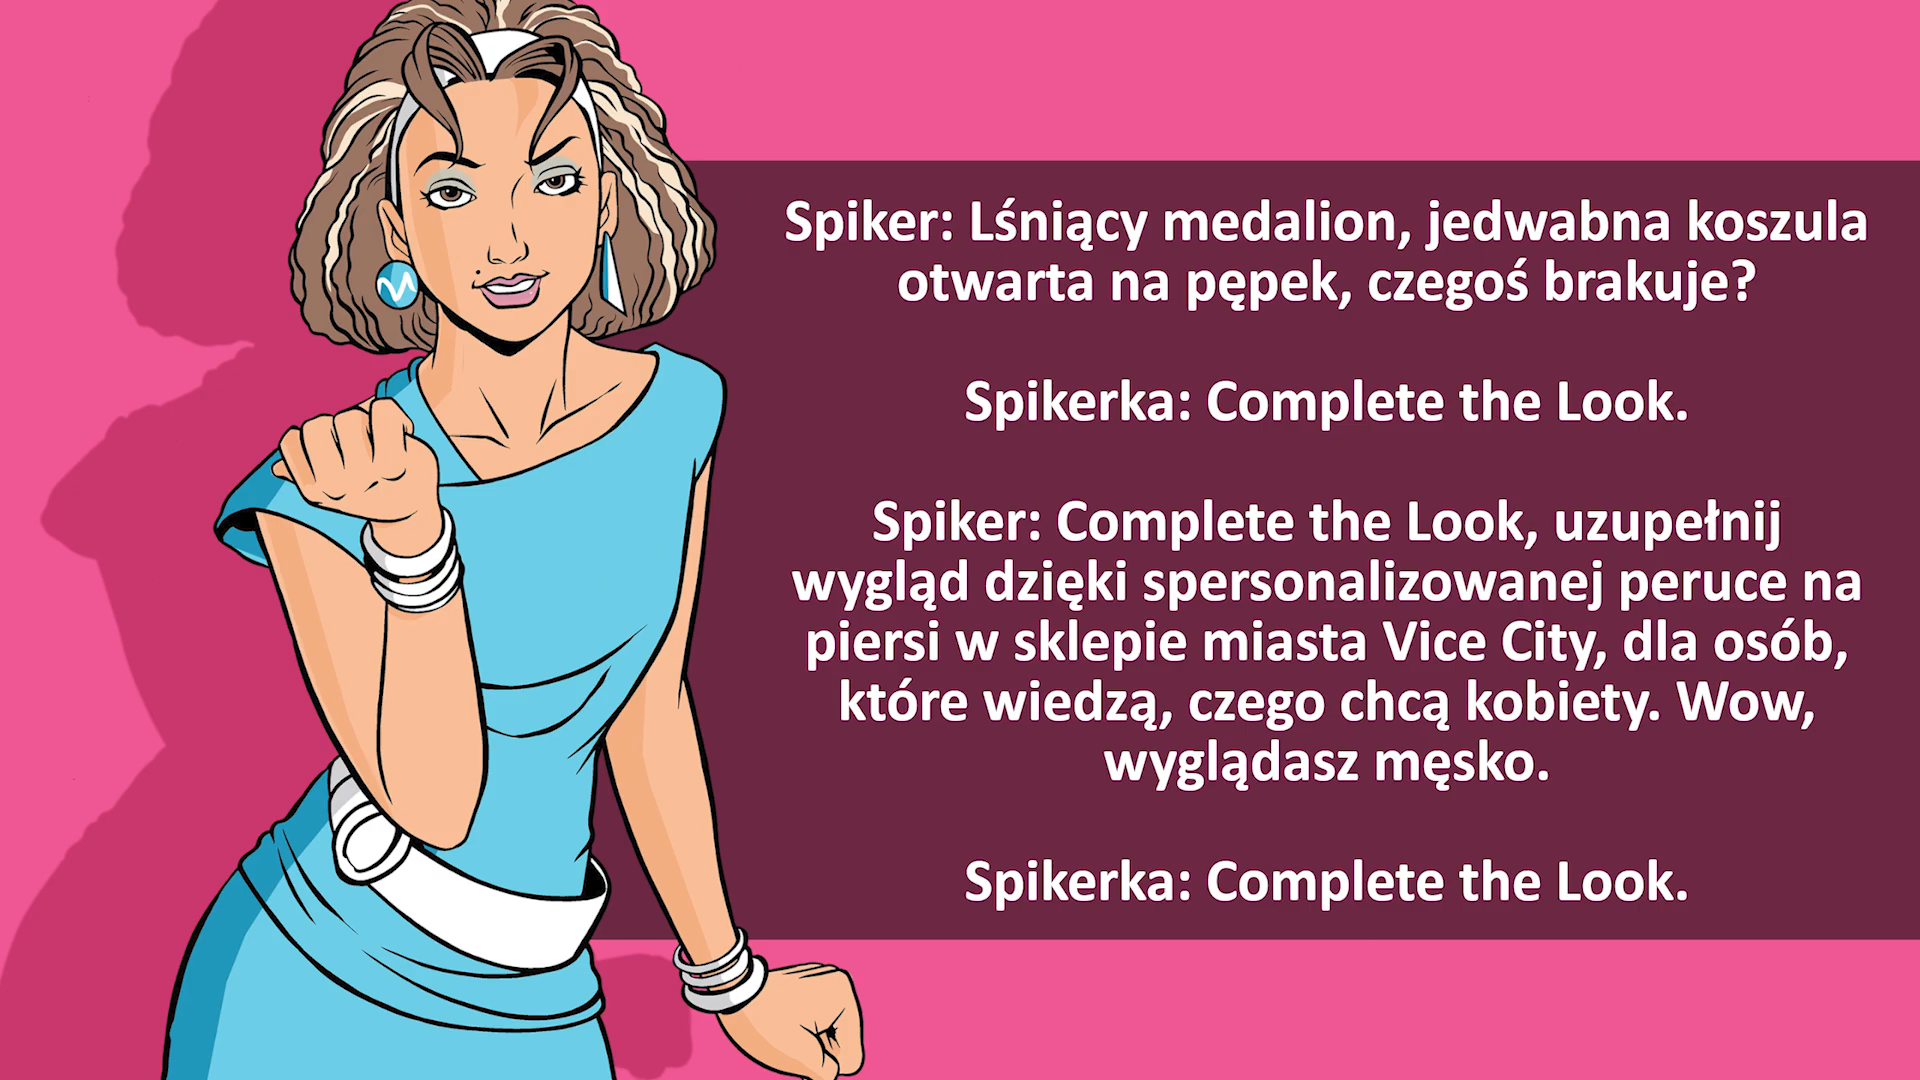 Spiker: Lśniący medalion, jedwabna koszula
otwarta na pępek, czegoś brakuje?
Spikerka: Complete the Look.
Spiker: Complete the Look, uzupełnij
wygląd dzięki spersonalizowanej peruce na
piersi w sklepie miasta Vice City, dla osób,
które wiedzą, czego chcą kobiety. Wow,
wyglądasz męsko.
Spikerka: Complete the Look.